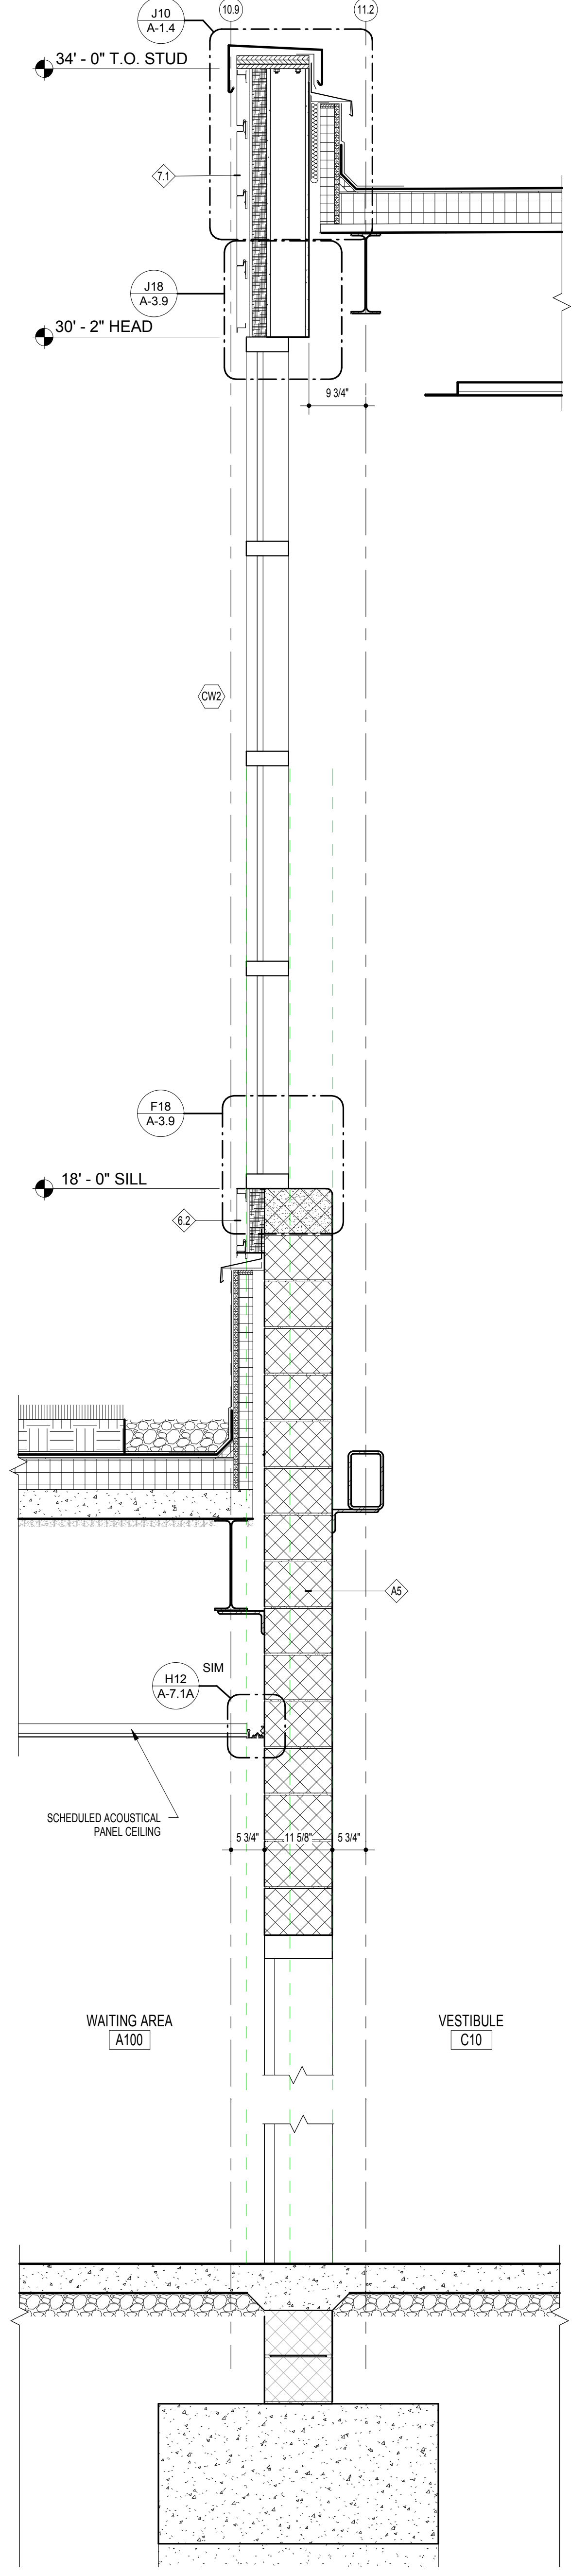 J10
A-1.4
10.9
11.2
34' - 0" T.O. STUD
7.1
J18
A-3.9
30' - 2" HEAD
9 3/4"
CW2
F18
A-3.9
18' - 0" SILL
6.2
A5
SIM
H12
A-7.1A
SCHEDULED ACOUSTICAL
PANEL CEILING
5 3/4"
11 5/8"
5 3/4"
WAITING AREA
A100
VESTIBULE
C10